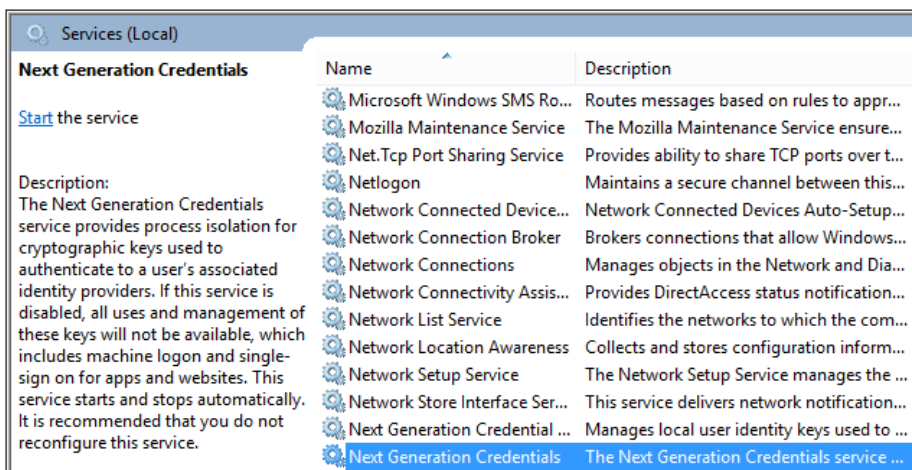 Services (Local)
Next Generation Credentials
Start the service
Description:
The Next Generation Credentials
service provides process isolation for
cryptographic keys used to
authenticate to a user's associated
identity providers. If this service is
disabled, all uses and management of
these keys will not be available, which
includes machine logon and single-
sign on for apps and websites. This
service starts and stops automatically.
It is recommended that you do not
reconfigure this service.
Name Description
Microsoft Windows SMS Ro... Routes messages based on rules to appr...
Mozilla Maintenance Service The Mozilla Maintenance Service ensure...
Net.Tcp Port Sharing Service Provides ability to share TCP ports over t...
Netlogon Maintains a secure channel between this...
Network Connected Device... Network Connected Devices Auto-Setup...
Network Connection Broker Brokers connections that allow Windows...
Network Connections Manages objects in the Network and Dia...
Network Connectivity Assis... Provides DirectAccess status notification...
Network List Service Identifies the networks to which the com...
Network Location Awareness Collects and stores configuration inform...
Network Setup Service The Network Setup Service manages the ...
Network Store Interface Ser... This service delivers network notification...
Next Generation Credential ... Manages local user identity keys used to ...
Next Generation Credentials The Next Generation Credentials service ...